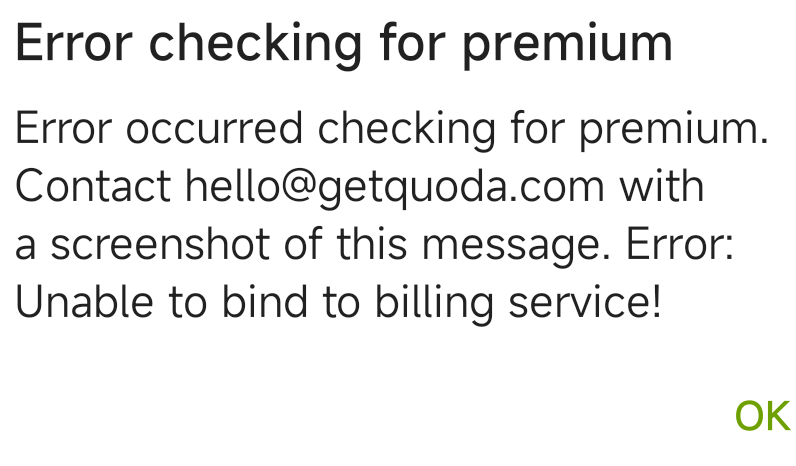 Error checking for premium
Error occurred checking for premium.
Contact hello@getquoda.com with
a screenshot of this message. Error:
Unable to bind to billing service!
OK